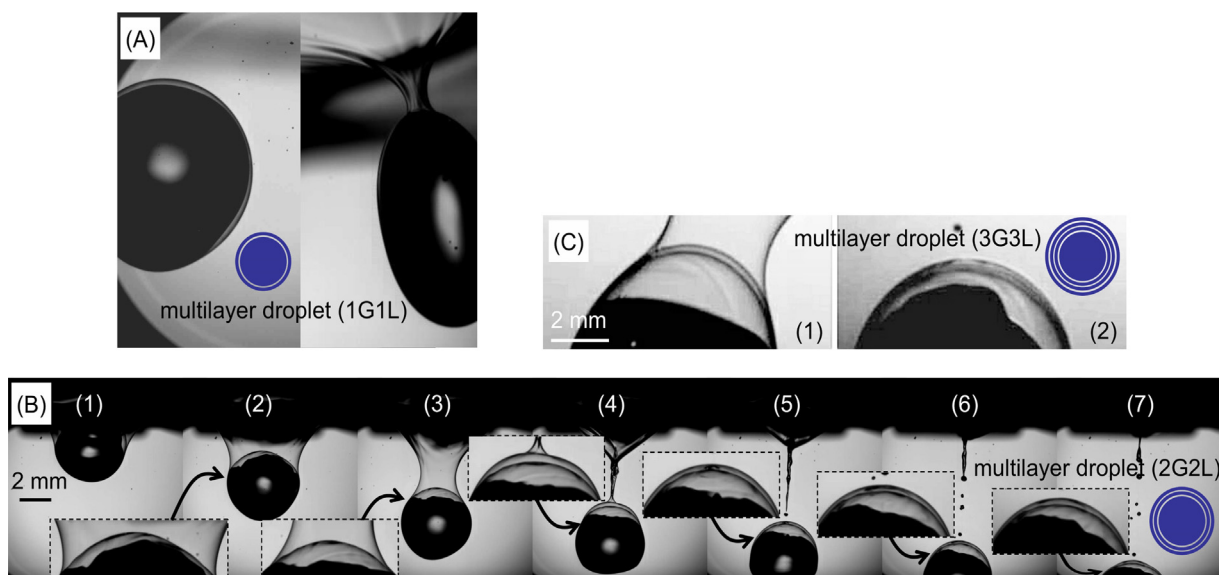 (A)
multilayer droplet (1G1L)
(C)
multilayer droplet (3G3L)
2 mm
(1)
(2)
(B)
(1)
(2)
(3)
(4)
(5)
(6)
(7)
2 mm
multilayer droplet (2G2L)